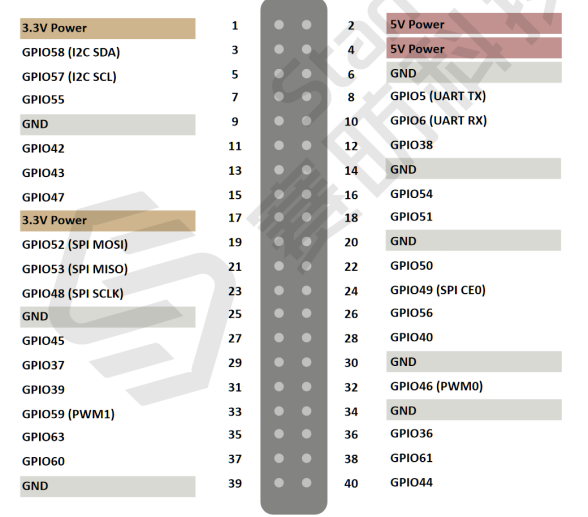 3.3V Power 1 2 5V Power
GPIO58 (I2C SDA) 3 4 5V Power
GPIO57 (I2C SCL) 5 6 GND
GPIO55 7 8 GPIO5 (UART TX)
GND 9 10 GPIO6 (UART RX)
GPIO42 11 12 GPIO38
GPIO43 13 14 GND
GPIO47 15 16 GPIO54
3.3V Power 17 18 GPIO51
GPIO52 (SPI MOSI) 19 20 GND
GPIO53 (SPI MISO) 21 22 GPIO50
GPIO48 (SPI SCLK) 23 24 GPIO49 (SPI CE0)
GND 25 26 GPIO56
GPIO45 27 28 GPIO40
GPIO37 29 30 GND
GPIO39 31 32 GPIO46 (PWM0)
GPIO59 (PWM1) 33 34 GND
GPIO63 35 36 GPIO36
GPIO60 37 38 GPIO61
GND 39 40 GPIO44